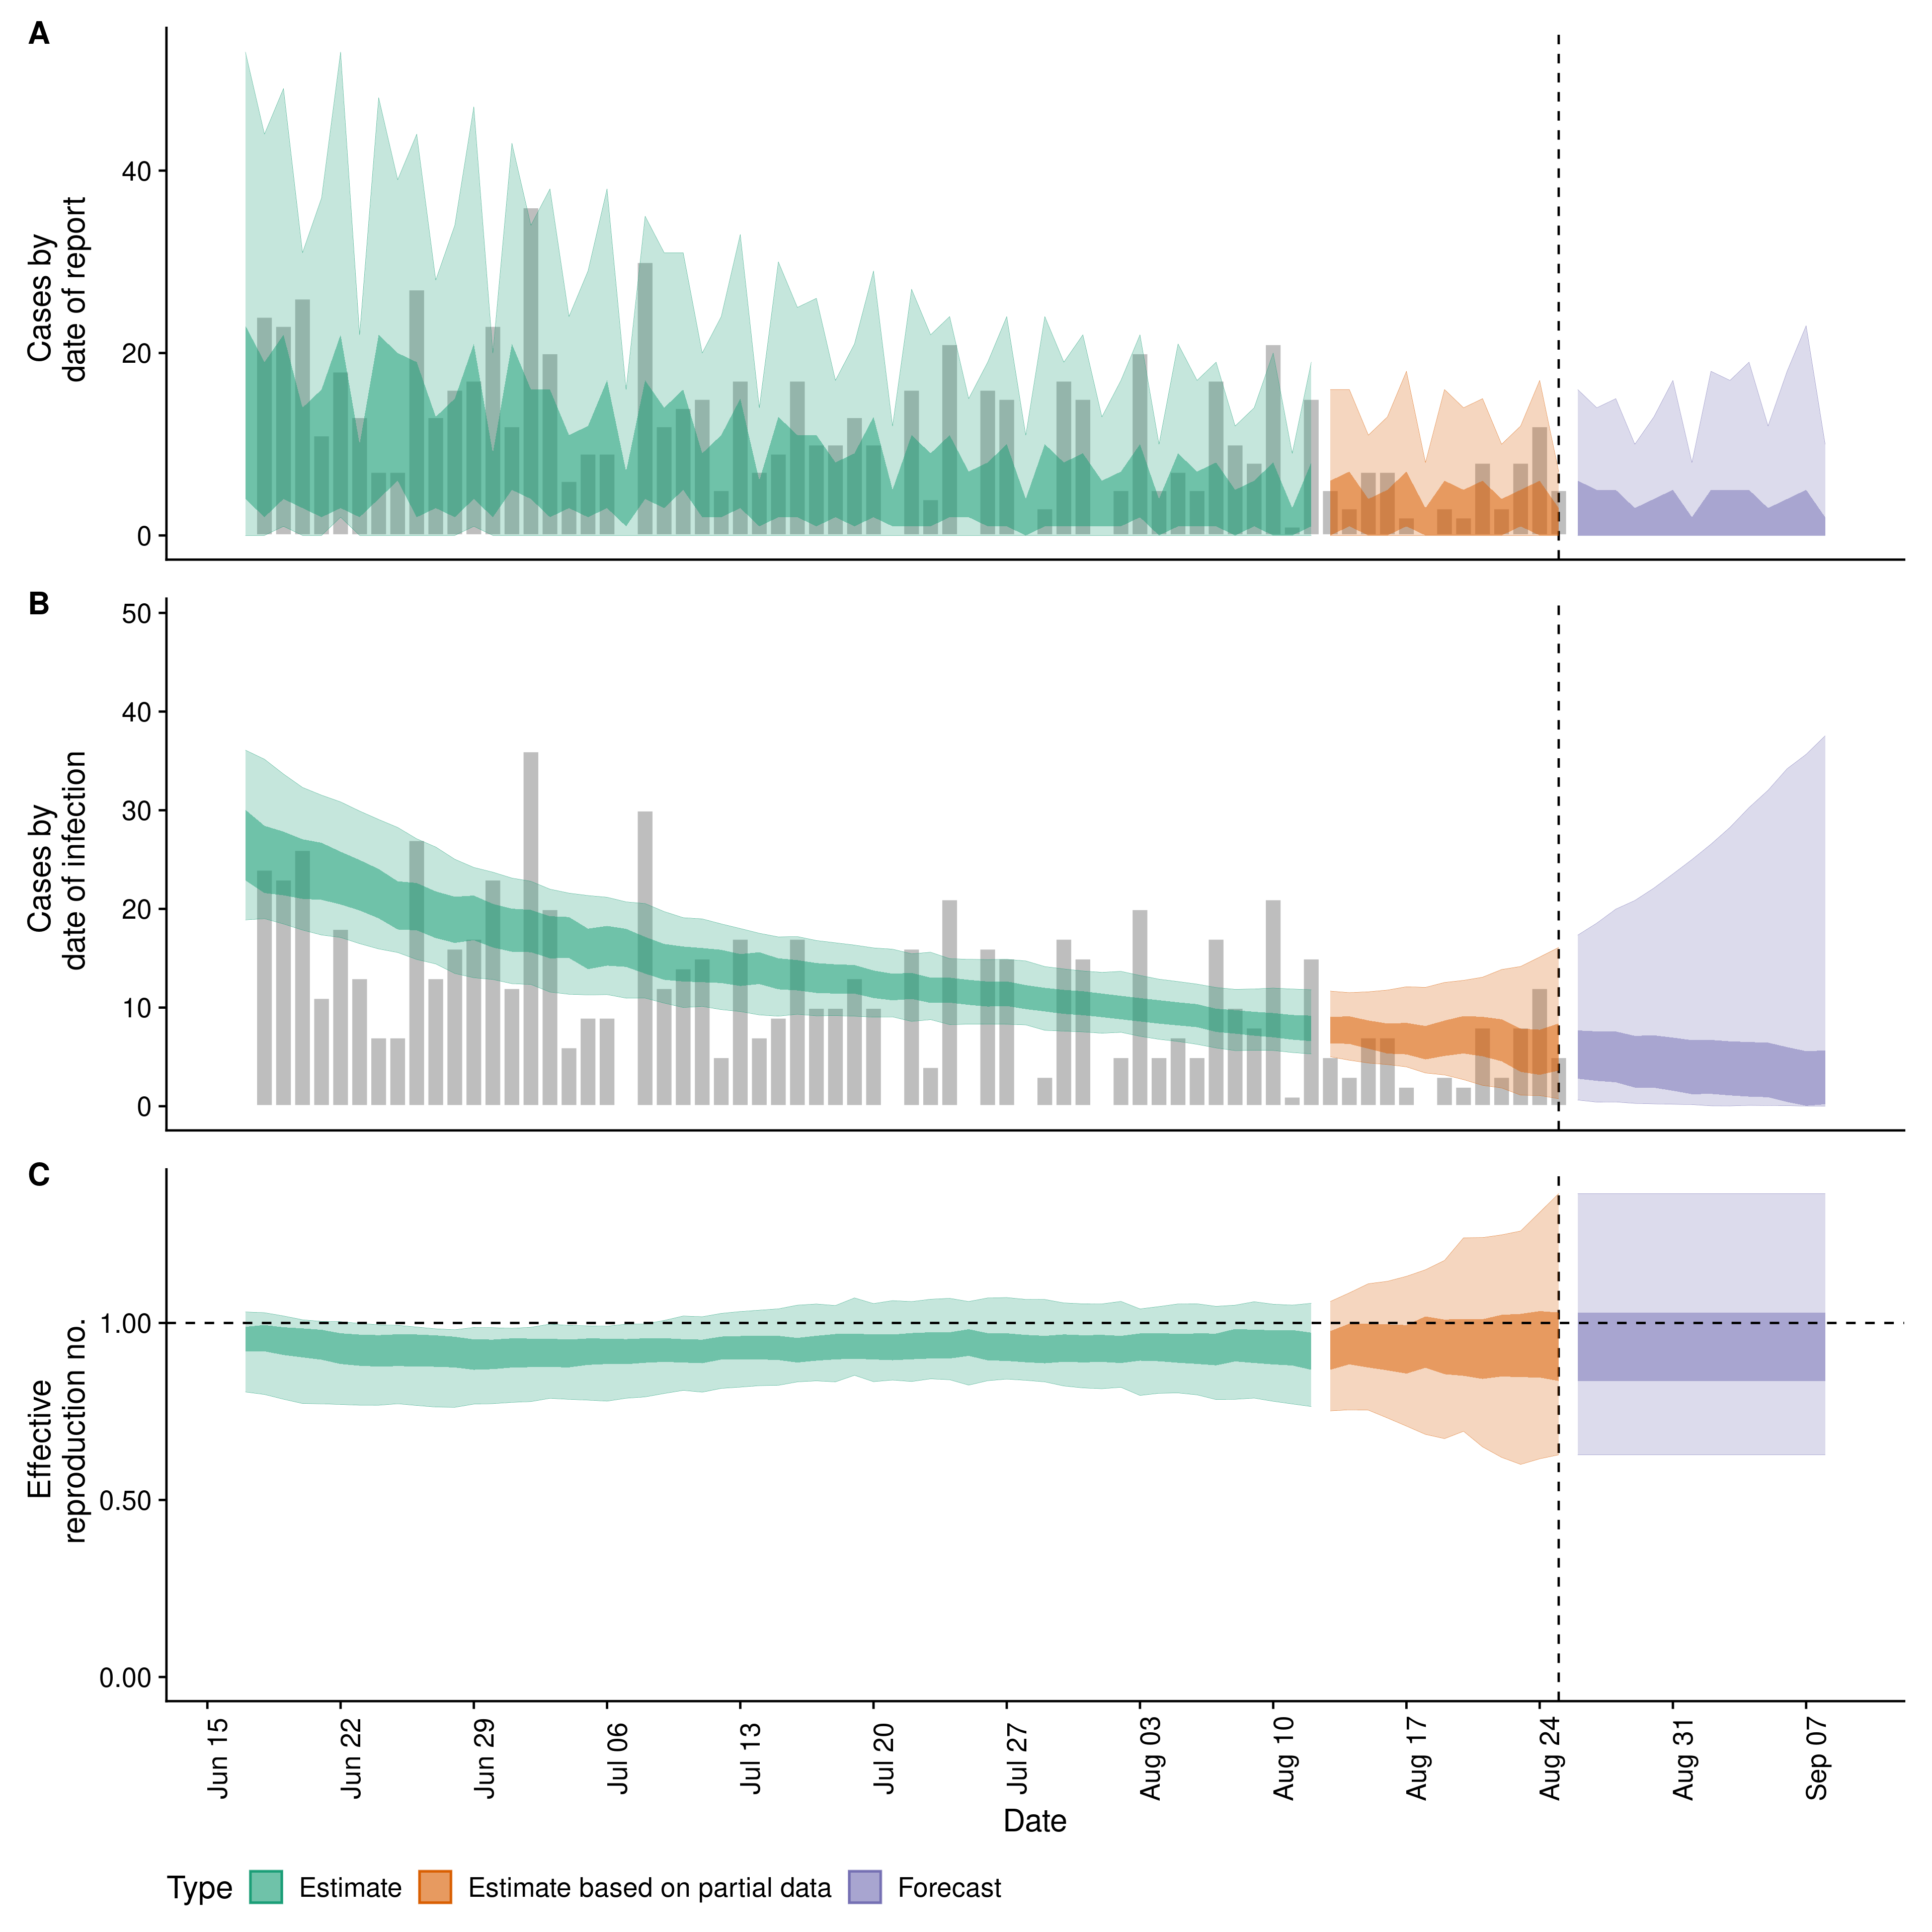 A
Cases by
date of report
40
20
0
B
Cases by
date of infection
50
40
30
20
10
0
C
Effective
reproduction no.
1.00
0.50
0.00
Jun 15
Jun 22
Jun 29
Jul 06
Jul 13
Jul 20
Jul 27
Aug 03
Aug 10
Aug 17
Aug 24
Aug 31
Sep 07
Date
Type Estimate Estimate based on partial data Forecast